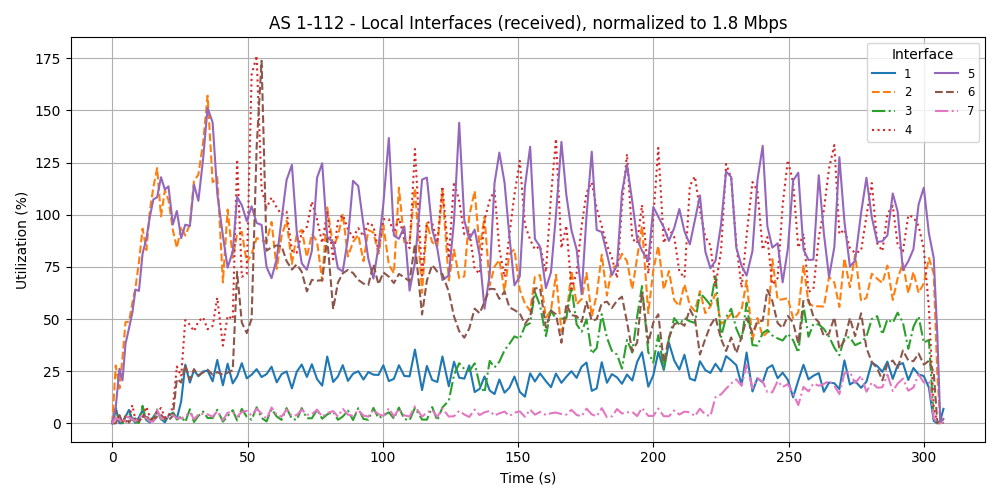 AS 1-112 - Local Interfaces (received), normalized to 1.8 Mbps
Utilization (%)
175
150
125
100
75
50
25
0
0 50 100 150 200 250 300
Time (s)
Interface
1 5
2 6
3 7
4